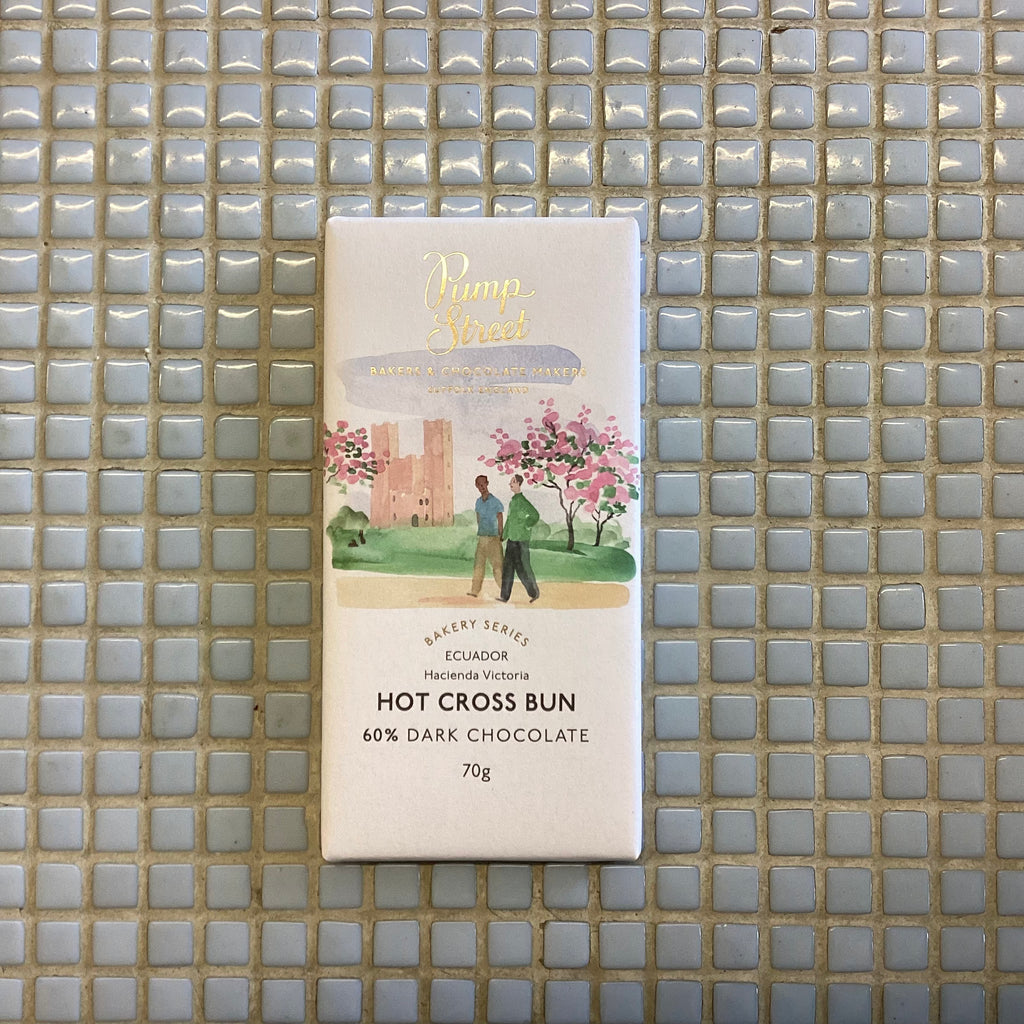 Pump
Street
BAKERS & CHOCOLATE MAKERS
SUFFOLK ENGLAND
BAKERY SERIES
ECUADOR
Hacienda Victoria
HOT CROSS BUN
60% DARK CHOCOLATE
70g